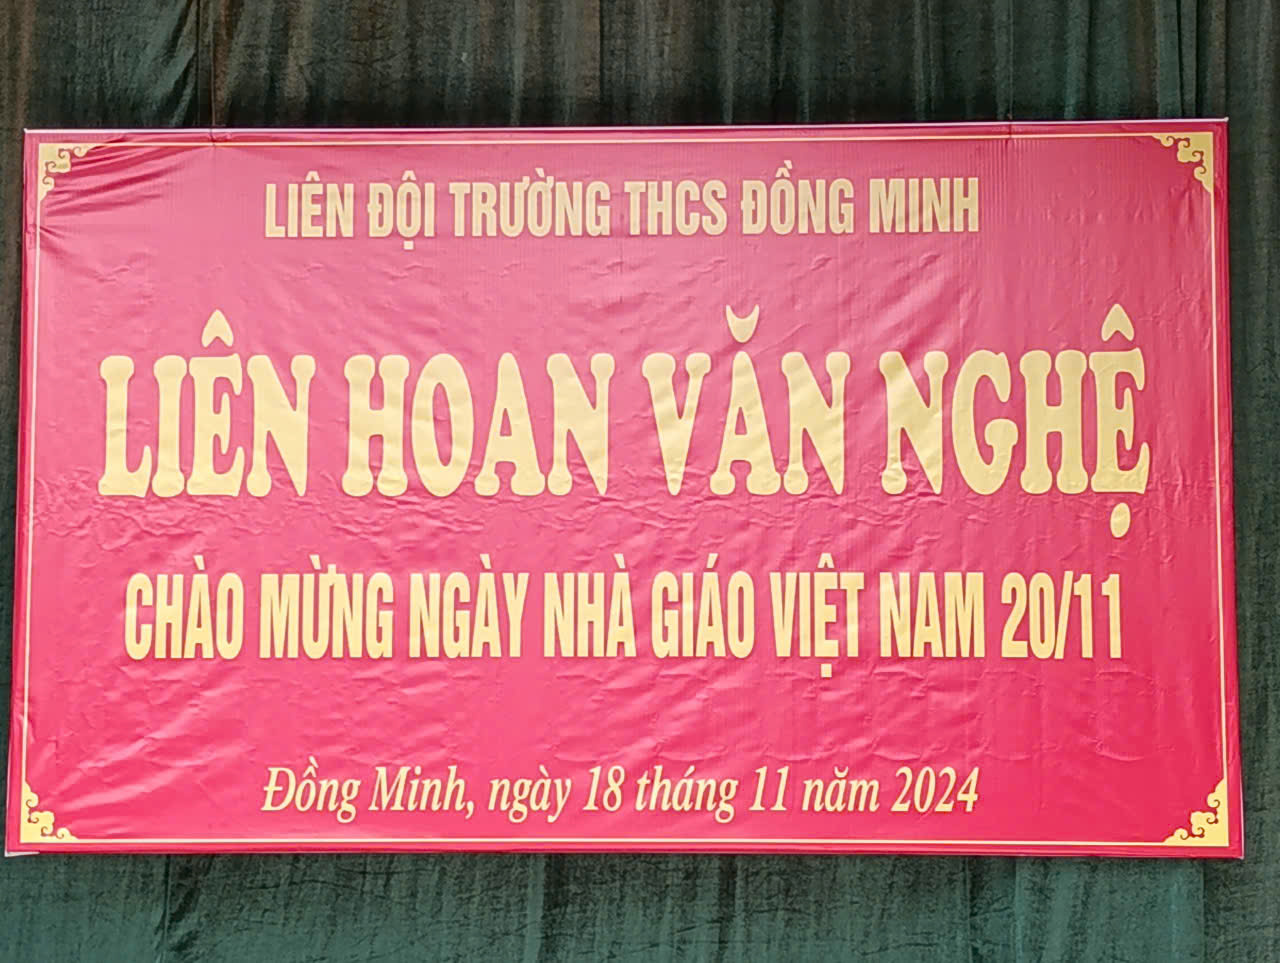 LIÊN ĐỘI TRƯỜNG THCS ĐỒNG MINH
LIÊN HOAN VĂN NGHỆ
CHÀO MỪNG NGÀY NHÀ GIÁO VIỆT NAM 20/11
Đồng Minh, ngày 18 tháng 11 năm 2024